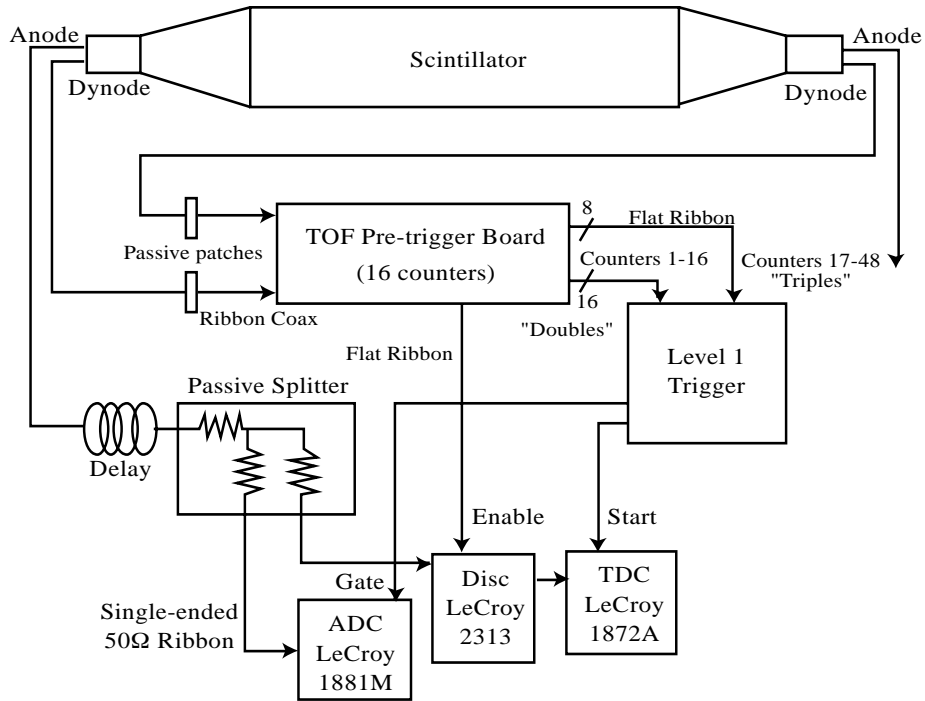 Anode
Dynode
Scintillator
Anode
Dynode
Passive patches
Ribbon Coax
TOF Pre-trigger Board
(16 counters)
8
Flat Ribbon
Counters 1-16
16
"Doubles"
Counters 17-48
"Triples"
Flat Ribbon
Level 1
Trigger
Passive Splitter
Delay
Enable
Start
Gate
Single-ended
50Ω Ribbon
ADC
LeCroy
1881M
Disc
LeCroy
2313
TDC
LeCroy
1872A